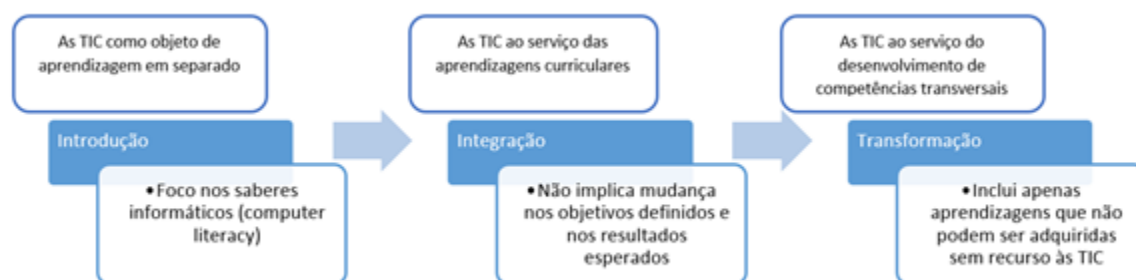 As TIC como objeto de
aprendizagem em separado
Introdução
•Foco nos saberes
informáticos (computer
literacy)
As TIC ao serviço das
aprendizagens curriculares
Integração
•Não implica mudança
nos objetivos definidos e
nos resultados
esperados
As TIC ao serviço do
desenvolvimento de
competências transversais
Transformação
•Inclui apenas
aprendizagens que não
podem ser adquiridas
sem recurso às TIC